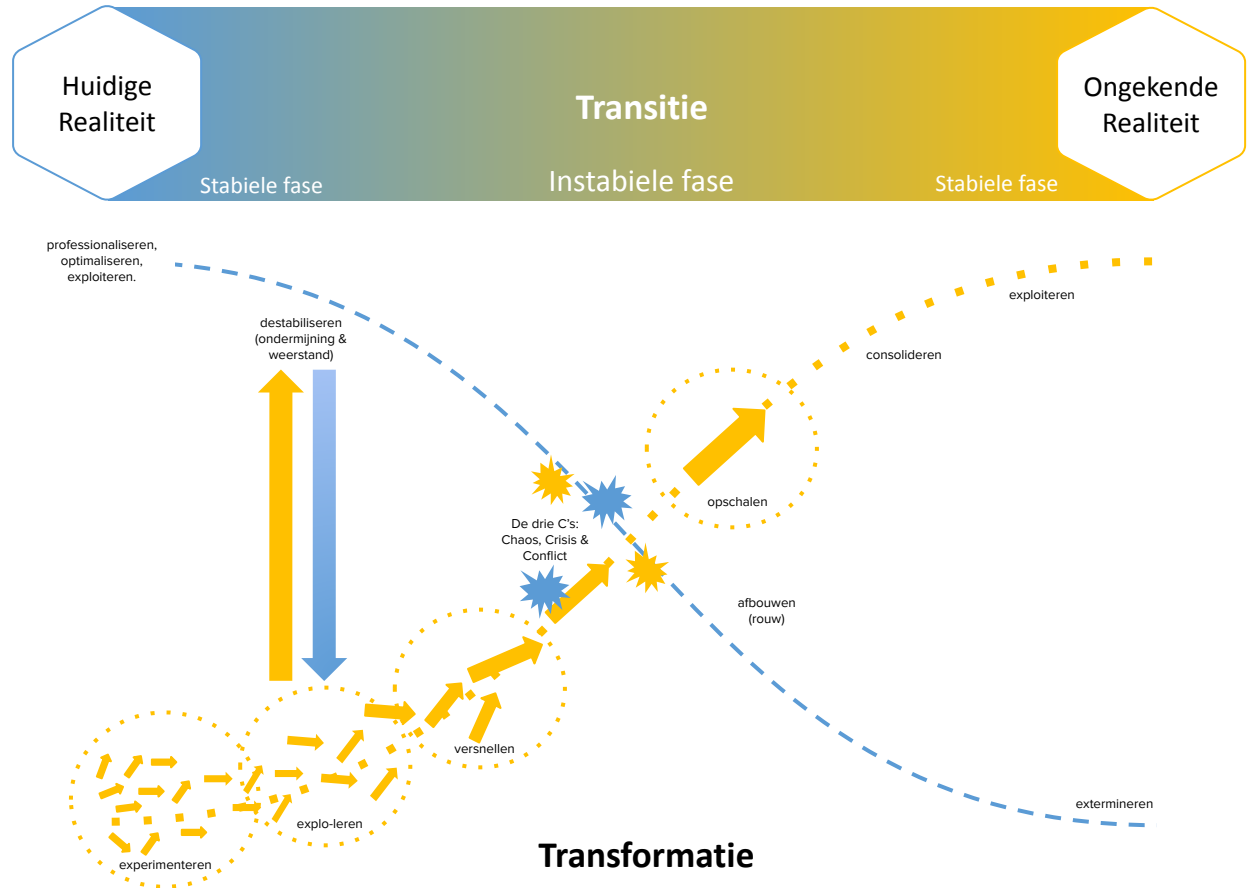 Huidige
Realiteit
Transitie
Ongekende
Realiteit
Stabiele fase
Instabiele fase
Stabiele fase
professionaliseren,
optimaliseren,
exploiteren.
destabiliseren
(ondermijning &
weerstand)
exploiteren
consolideren
opschalen
De drie C's:
Chaos, Crisis &
Conflict
afbouwen
(rouw)
versnellen
extermineren
explo-leren
experimenteren
Transformatie